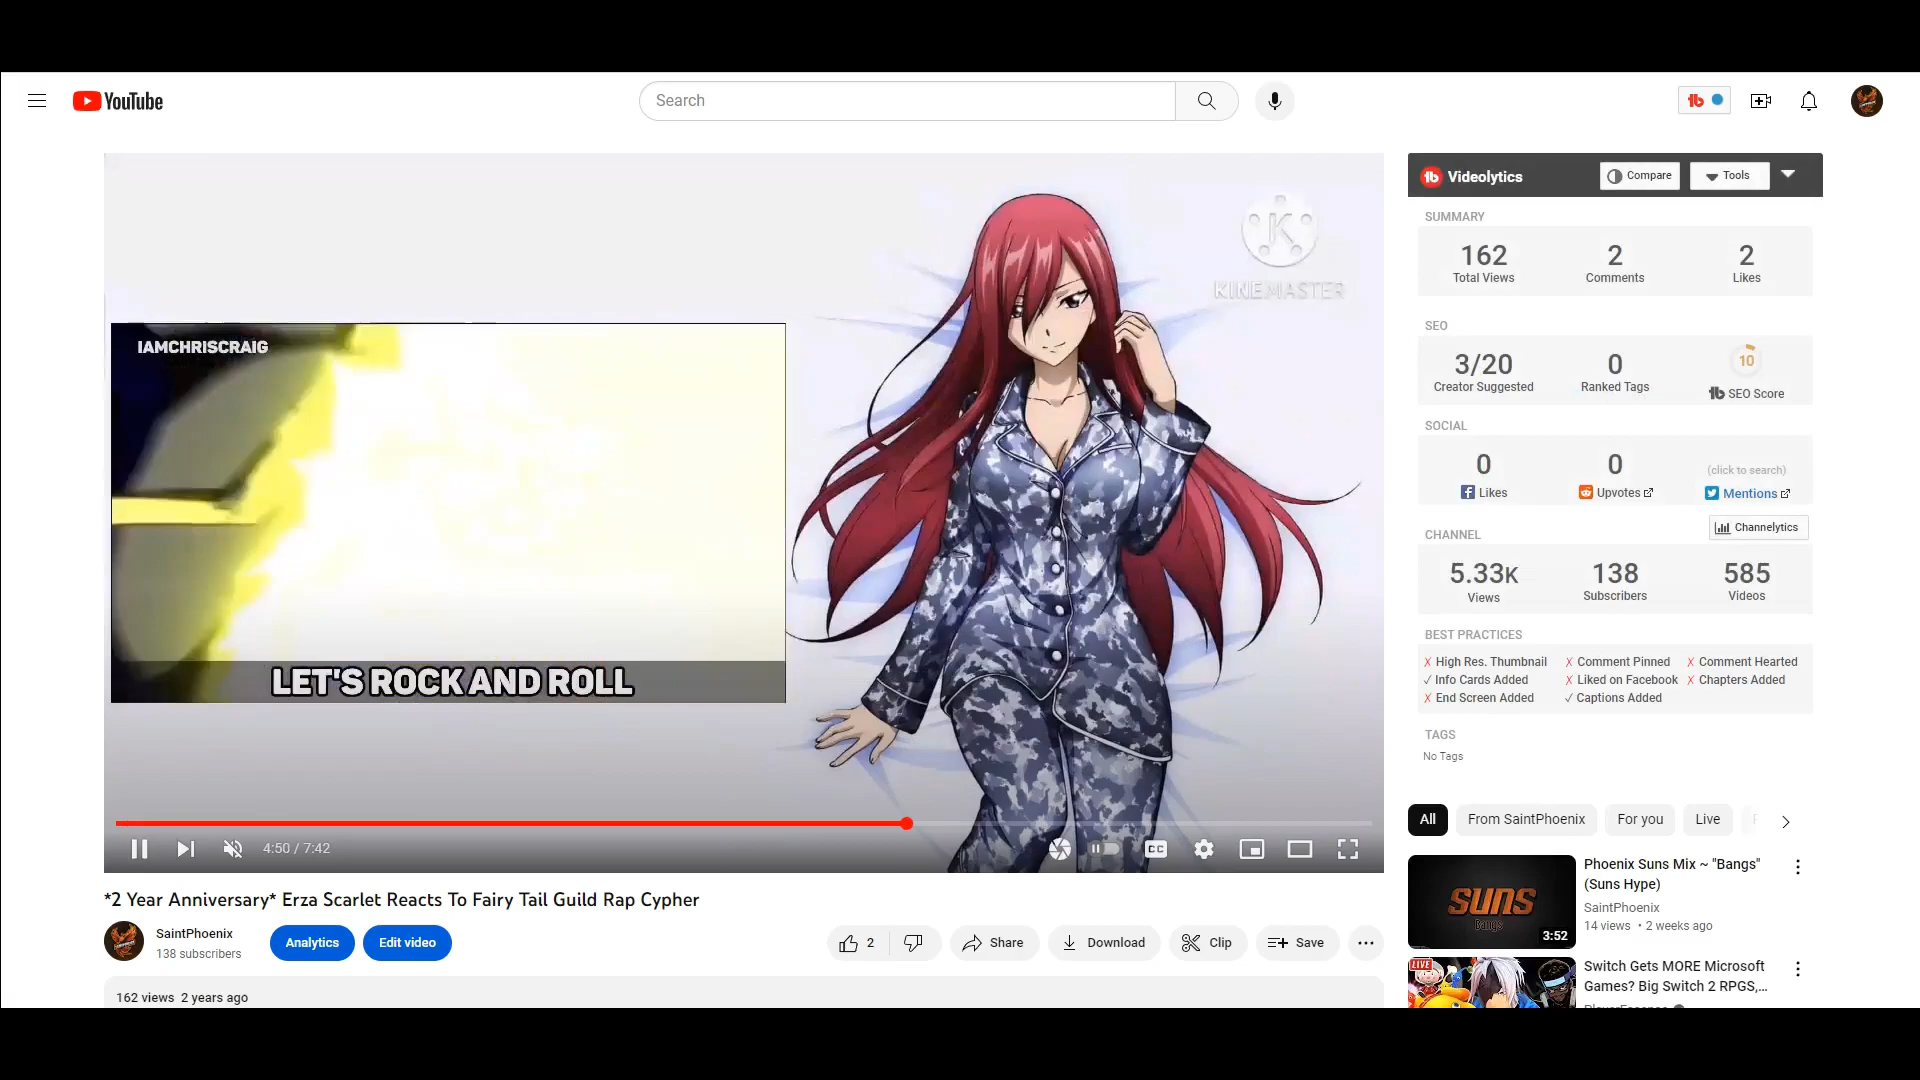 YouTube
Search
KINEMASTER
IAMCHRISCRAIG
LET'S ROCK AND ROLL
4:50 / 7:42
CC
*2 Year Anniversary* Erza Scarlet Reacts To Fairy Tail Guild Rap Cypher
SaintPhoenix
138 subscribers
Analytics
Edit video
2
Share
Download
Clip
Save
162 views 2 years ago
Videolytics
Compare
Tools
SUMMARY
162 2 2
Total Views Comments Likes
SEO
3/20 0 10
Creator Suggested Ranked Tags SEO Score
SOCIAL
0 0 (click to search)
Likes Upvotes Mentions
CHANNEL
Channelytics
5.33K 138 585
Views Subscribers Videos
BEST PRACTICES
X High Res. Thumbnail X Comment Pinned X Comment Hearted
✓ Info Cards Added X Liked on Facebook X Chapters Added
X End Screen Added ✓ Captions Added
TAGS
No Tags
All From SaintPhoenix For you Live
SUNS
Bangs
3:52
Phoenix Suns Mix ~ "Bangs"
(Suns Hype)
SaintPhoenix
14 views • 2 weeks ago
LIVE
Switch Gets MORE Microsoft
Games? Big Switch 2 RPGS,...